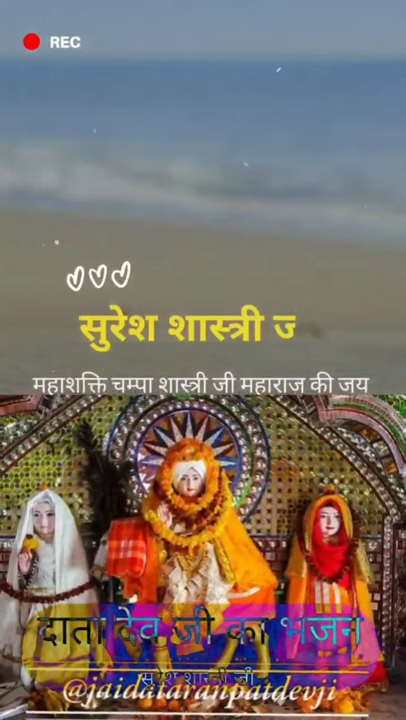 REC
सुरेश शास्त्री ज
महाशक्ति चम्पा शास्त्री जी महाराज की जय
दाता देव जी का भजन
सुरेश शास्त्री जी
@jaidataranpatdevji